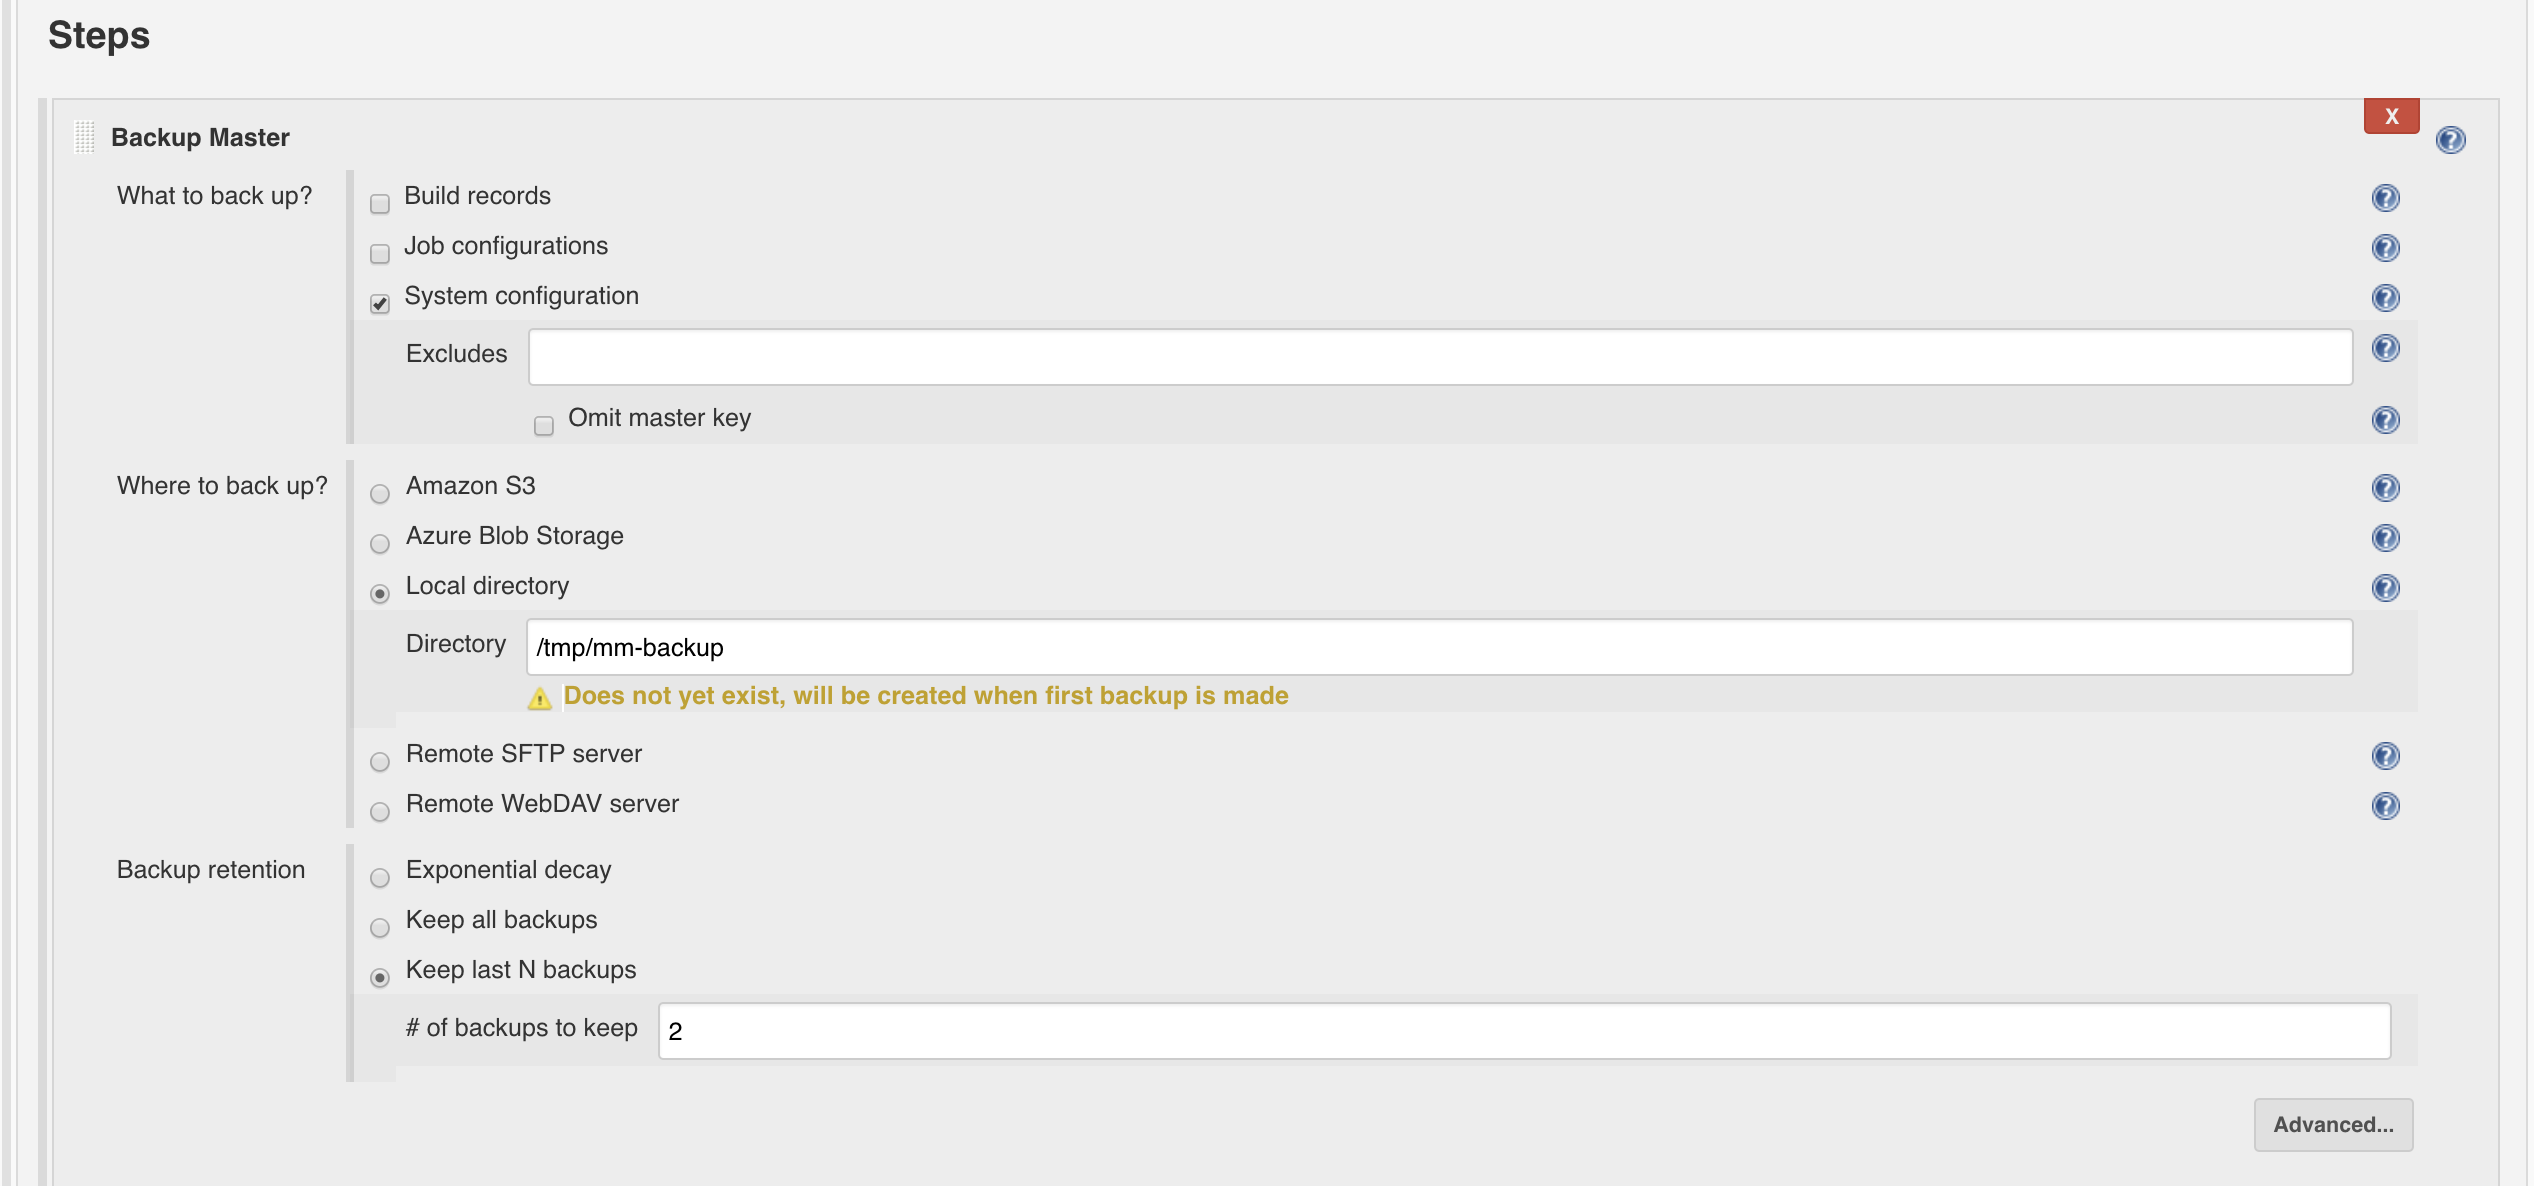 Steps
Backup Master
X
What to back up?
Build records
Job configurations
System configuration
Excludes
Omit master key
Where to back up?
Amazon S3
Azure Blob Storage
Local directory
Directory /tmp/mm-backup
Does not yet exist, will be created when first backup is made
Remote SFTP server
Remote WebDAV server
Backup retention
Exponential decay
Keep all backups
Keep last N backups
# of backups to keep 2
Advanced...